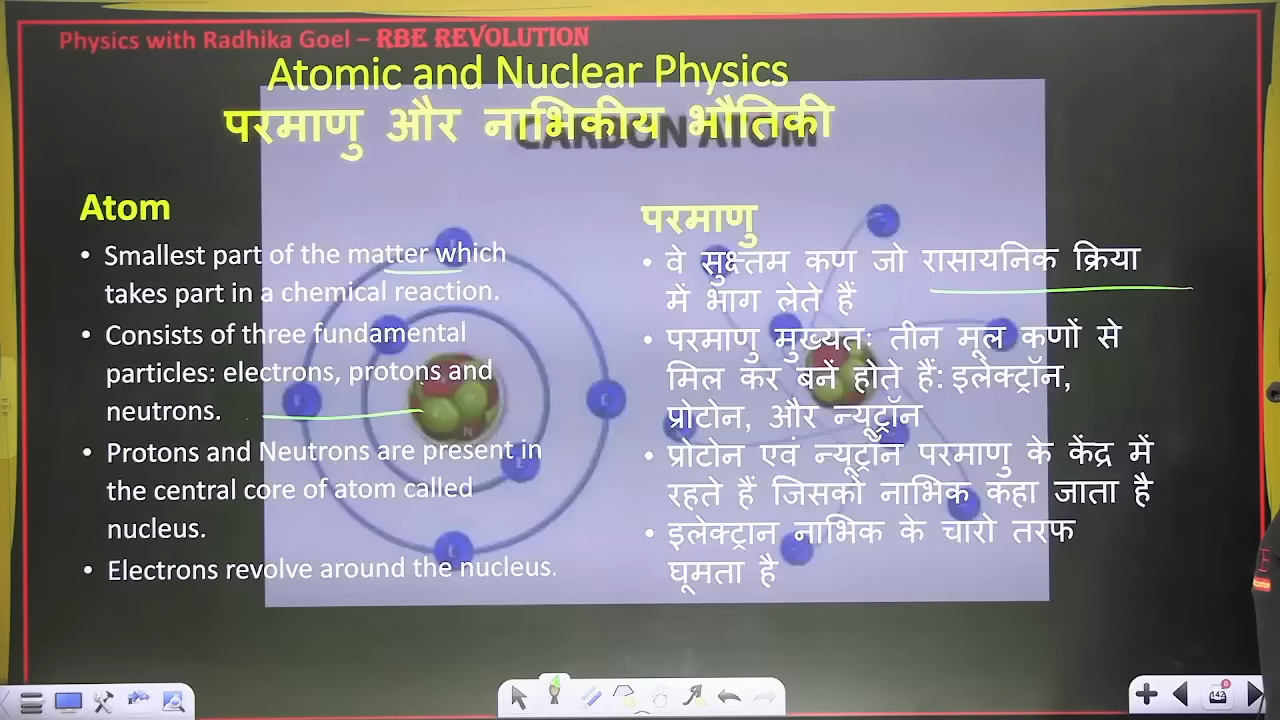 Physics with Radhika Goel – RBE REVOLUTION
Atomic and Nuclear Physics
परमाणु और नाभिकीय भौतिकी
CARBON ATOM
Atom
• Smallest part of the matter which
takes part in a chemical reaction.
• Consists of three fundamental
particles: electrons, protons and
neutrons.
• Protons and Neutrons are present in
the central core of atom called
nucleus.
• Electrons revolve around the nucleus.
परमाणु
• वे सुक्ष्तम कण जो रासायनिक क्रिया
में भाग लेते हैं
• परमाणु मुख्यतः तीन मूल कणों से
मिल कर बनें होते हैं: इलेक्ट्रॉन,
प्रोटोन, और न्यूट्रॉन
• प्रोटोन एवं न्यूट्रॉन परमाणु के केंद्र में
रहते हैं जिसको नाभिक कहा जाता है
• इलेक्ट्रान नाभिक के चारो तरफ
घूमता है
N
142